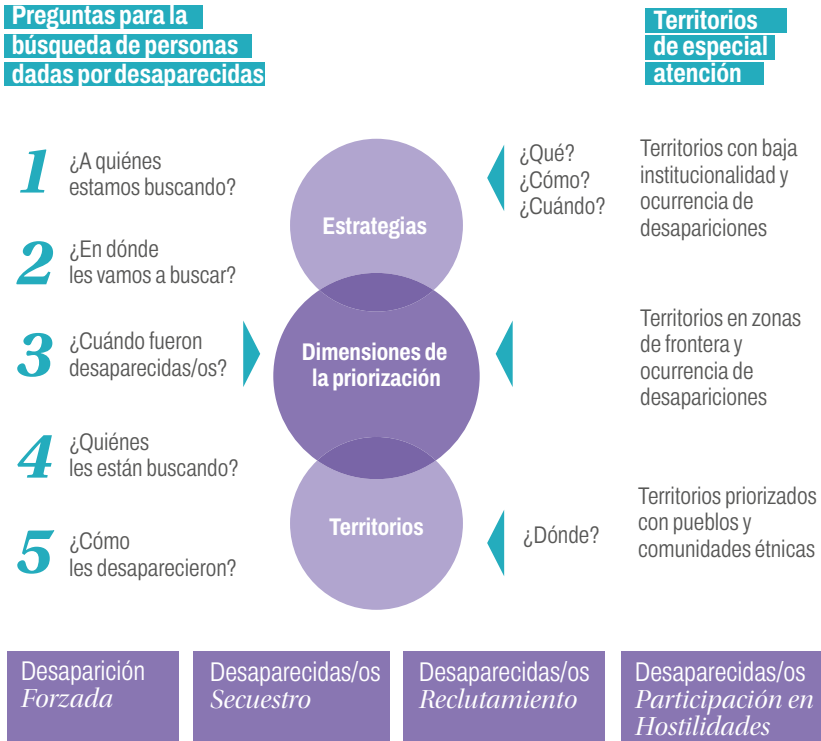 Preguntas para la
búsqueda de personas
dadas por desaparecidas
1
¿A quiénes
estamos buscando?
2
¿En dónde
les vamos a buscar?
3
¿Cuándo fueron
desaparecidas/os?
4
¿Quiénes
les están buscando?
5
¿Cómo
les desaparecieron?
Estrategias
Dimensiones de
la priorización
Territorios
¿Qué?
¿Cómo?
¿Cuándo?
¿Dónde?
Territorios
de especial
atención
Territorios con baja
institucionalidad y
ocurrencia de
desapariciones
Territorios en zonas
de frontera y
ocurrencia de
desapariciones
Territorios priorizados
con pueblos y
comunidades étnicas
Desaparición
Forzada
Desaparecidas/os
Secuestro
Desaparecidas/os
Reclutamiento
Desaparecidas/os
Participación en
Hostilidades